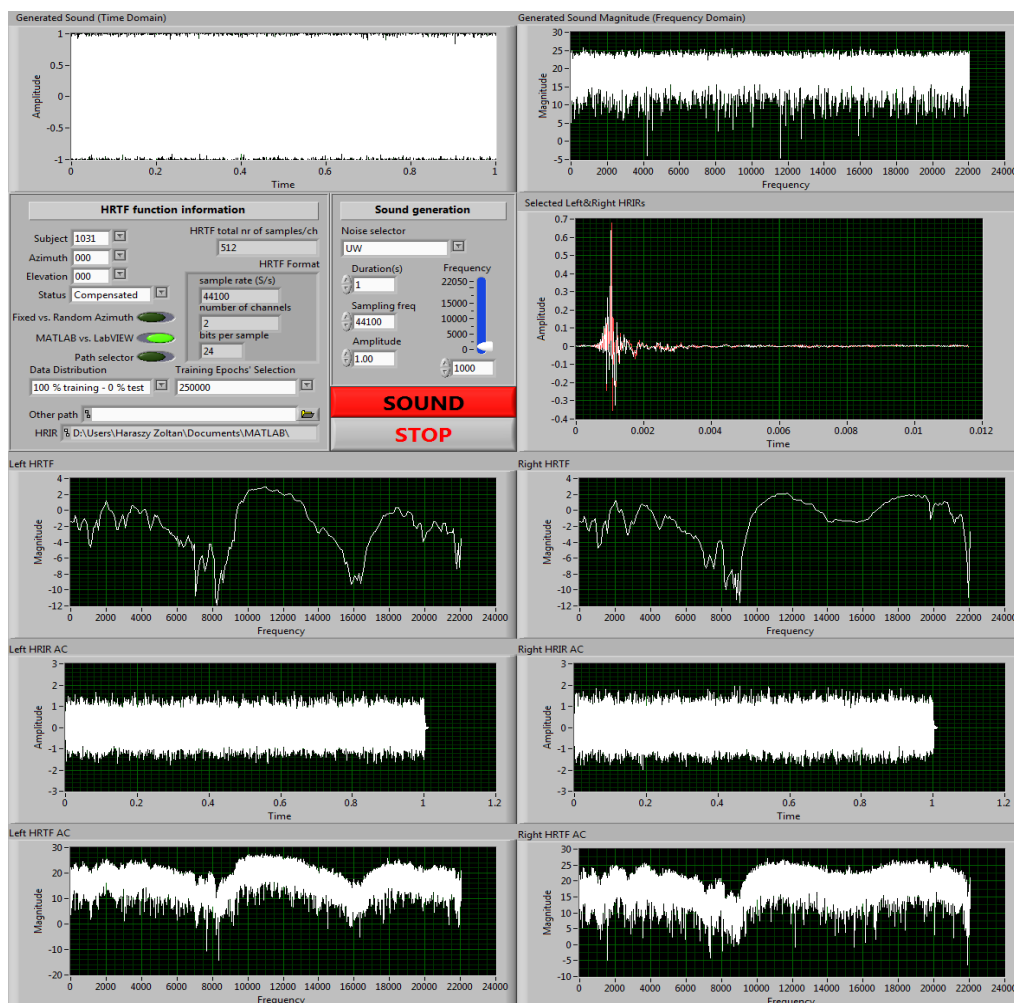 Generated Sound (Time Domain)
1
0.5
0
-0.5
-1
Amplitude
0 0.2 0.4 0.6 0.8 1
Time
Generated Sound Magnitude (Frequency Domain)
30
25
20
15
10
5
0
-5
Magnitude
0 2000 4000 6000 8000 10000 12000 14000 16000 18000 20000 22000 24000
Frequency
HRTF function information
Subject 1031
Azimuth 000
Elevation 000
Status Compensated
Fixed vs. Random Azimuth
MATLAB vs. LabVIEW
Path selector
HRTF total nr of samples/ch
512
HRTF Format
sample rate (S/s)
44100
number of channels
2
bits per sample
24
Data Distribution
100 % training - 0 % test
Training Epochs' Selection
250000
Other path
HRIR D:\Users\Haraszy Zoltan\Documents\MATLAB\
Sound generation
Noise selector
UW
Duration(s)
1
Sampling freq
44100
Amplitude
1.00
Frequency
22050
15000
10000
5000
0
1000
SOUND
STOP
Selected Left&Right HRIRs
0.7
0.6
0.5
0.4
0.3
0.2
0.1
0
-0.1
-0.2
-0.3
-0.4
Amplitude
0 0.002 0.004 0.006 0.008 0.01 0.012
Time
Left HRTF
4
2
0
-2
-4
-6
-8
-10
-12
Magnitude
0 2000 4000 6000 8000 10000 12000 14000 16000 18000 20000 22000 24000
Frequency
Right HRTF
4
2
0
-2
-4
-6
-8
-10
-12
Magnitude
0 2000 4000 6000 8000 10000 12000 14000 16000 18000 20000 22000 24000
Frequency
Left HRIR AC
3
2
1
0
-1
-2
-3
Amplitude
0 0.2 0.4 0.6 0.8 1 1.2
Time
Right HRIR AC
3
2
1
0
-1
-2
-3
Amplitude
0 0.2 0.4 0.6 0.8 1 1.2
Time
Left HRTF AC
30
20
10
0
-10
-20
Magnitude
0 2000 4000 6000 8000 10000 12000 14000 16000 18000 20000 22000 24000
Frequency
Right HRTF AC
30
25
20
15
10
5
0
-5
-10
Magnitude
0 2000 4000 6000 8000 10000 12000 14000 16000 18000 20000 22000 24000
Frequency